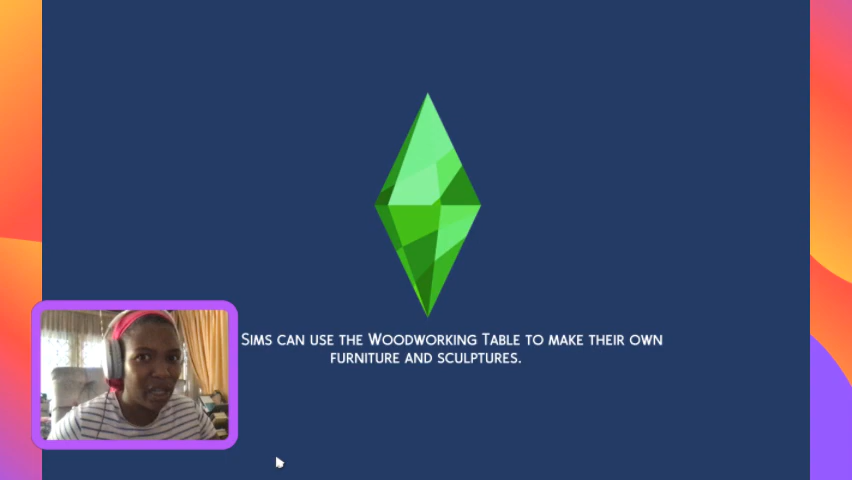 Sims can use the Woodworking Table to make their own
furniture and sculptures.